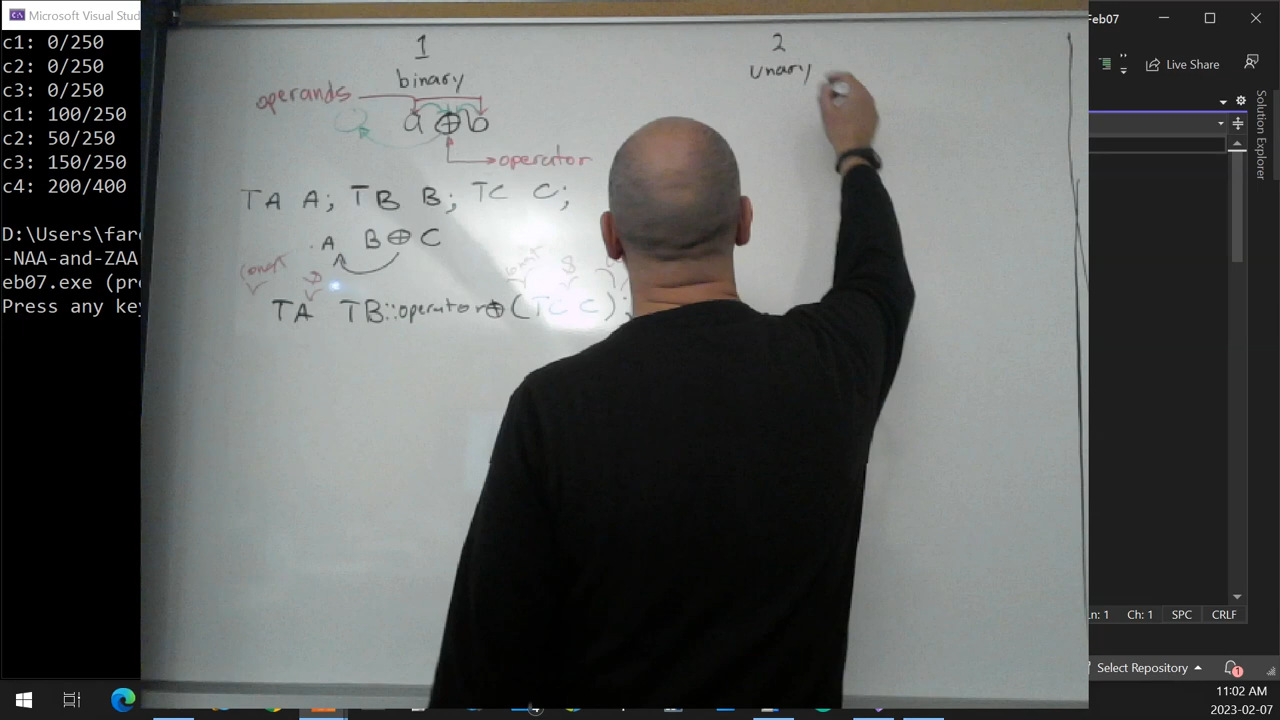 Microsoft Visual Stud
c1: 0/250
c2: 0/250
c3: 0/250
c1: 100/250
c2: 50/250
c3: 150/250
c4: 200/400
D:\Users\far
-NAA-and-ZAA
eb07.exe (pr
Press any key
1
binary
operands
a ⊕ b
operator
TA A; TB B; TC C;
A B ⊕ C
const & const &
TA TB::operator⊕(TC C);
2
unary
Feb07
Live Share
Solution Explorer
Ln: 1 Ch: 1 SPC CRLF
Select Repository
1
11:02 AM
2023-02-07